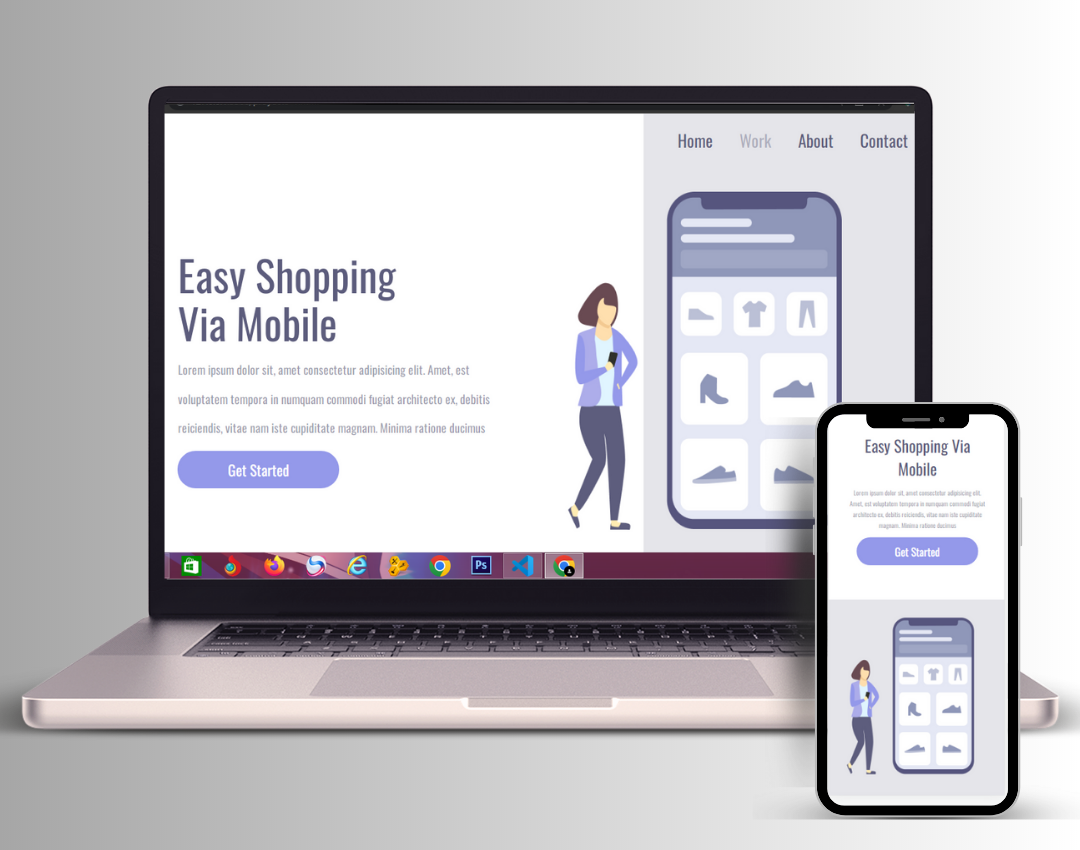 Home Work About Contact
Easy Shopping
Via Mobile
Lorem ipsum dolor sit, amet consectetur adipisicing elit. Amet, est
voluptatem tempora in numquam commodi fugiat architecto ex, debitis
reiciendis, vitae nam iste cupiditate magnam. Minima ratione ducimus
Get Started
Ps
Easy Shopping Via
Mobile
Lorem ipsum dolor sit, amet consectetur adipisicing elit.
Amet, est voluptatem tempora in numquam commodi fugiat
architecto ex, debitis reiciendis, vitae nam iste cupiditate
magnam. Minima ratione ducimus
Get Started